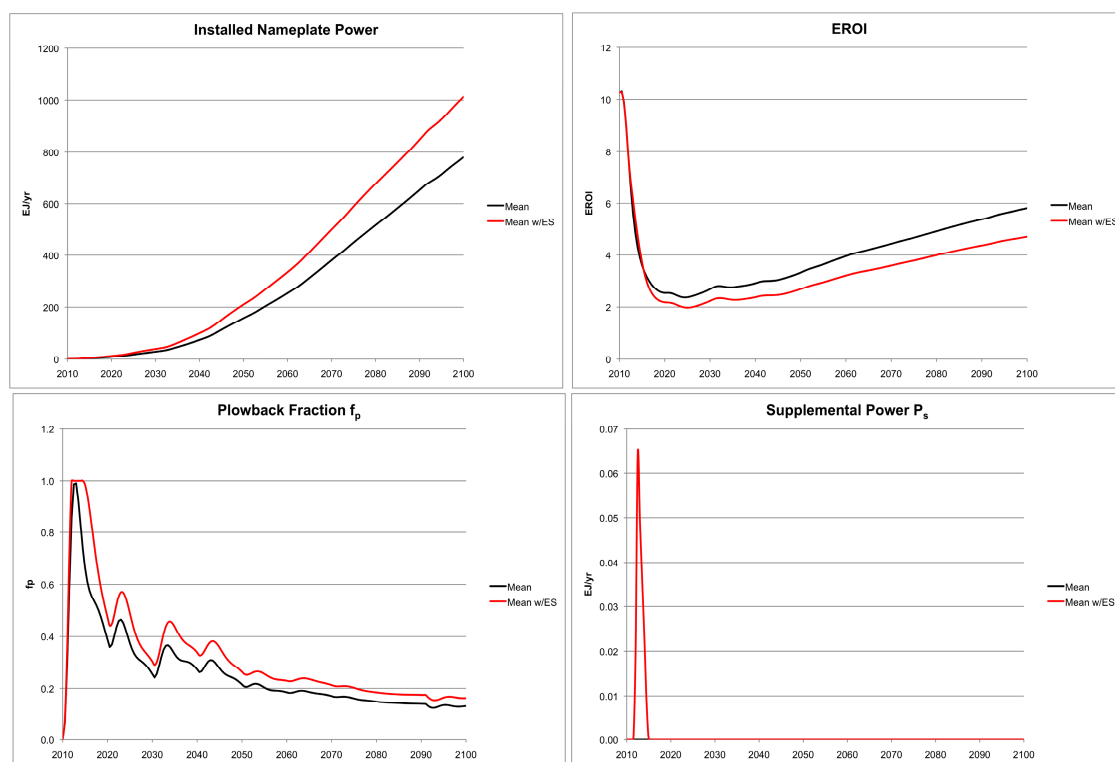 Installed Nameplate Power
1200
1000
800
600
400
200
0
EJ/yr
2010 2020 2030 2040 2050 2060 2070 2080 2090 2100
Mean
Mean w/ES
EROI
12
10
8
6
4
2
0
EROI
2010 2020 2030 2040 2050 2060 2070 2080 2090 2100
Mean
Mean w/ES
Plowback Fraction fp
1.2
1.0
0.8
0.6
0.4
0.2
0.0
fp
2010 2020 2030 2040 2050 2060 2070 2080 2090 2100
Mean
Mean w/ES
Supplemental Power Ps
0.07
0.06
0.05
0.04
0.03
0.02
0.01
0.00
EJ/yr
2010 2020 2030 2040 2050 2060 2070 2080 2090 2100
Mean
Mean w/ES